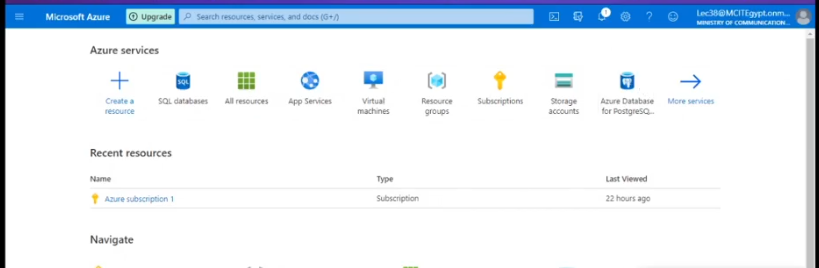 Microsoft Azure
Upgrade
Search resources, services, and docs (G+/)
1
Lec38@MCITEgypt.onm...
MINISTRY OF COMMUNICATION...
Azure services
Create a resource
SQL databases
All resources
App Services
Virtual machines
Resource groups
Subscriptions
Storage accounts
Azure Database for PostgreSQ...
More services
Recent resources
Name Type Last Viewed
Azure subscription 1 Subscription 22 hours ago
Navigate